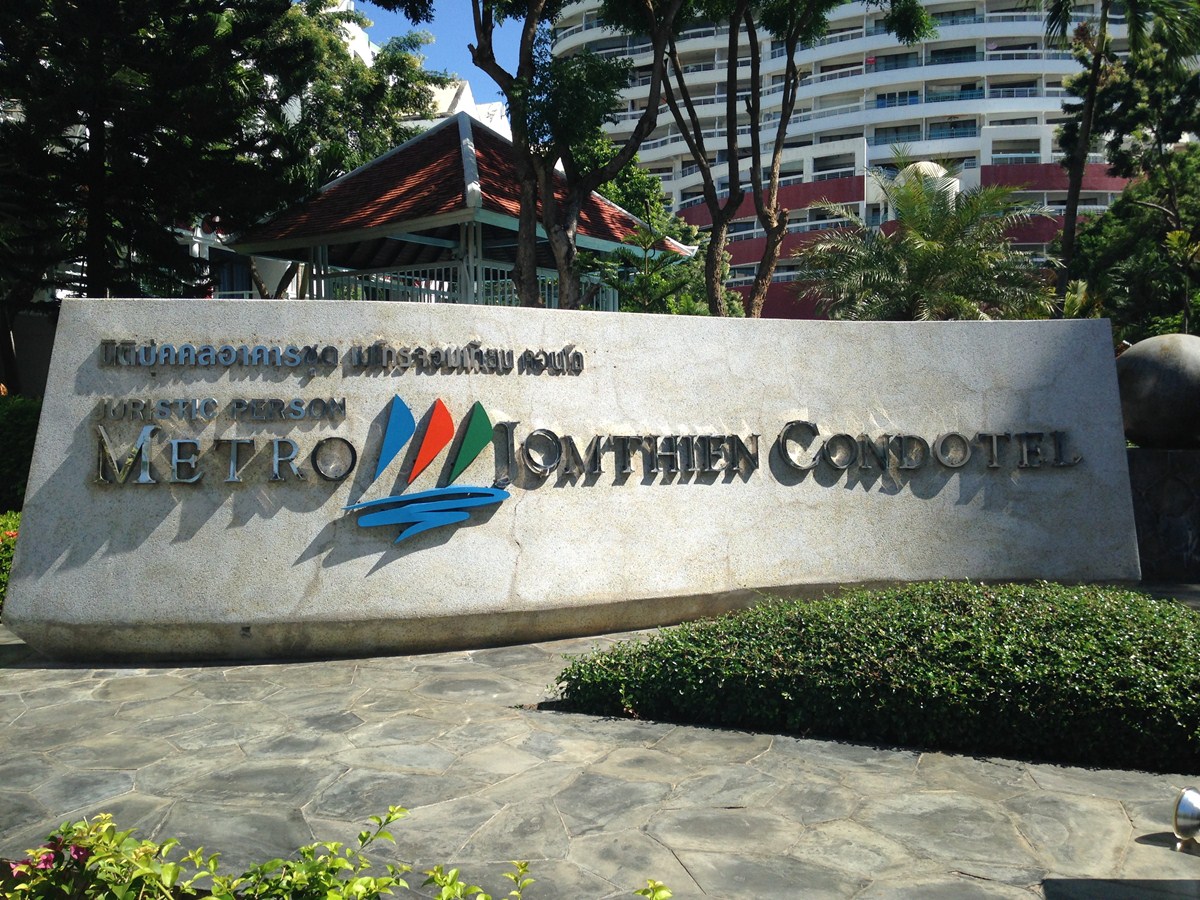 นิติบุคคลอาคารชุด เมโทรจอมเทียน คอนโด
JURISTIC PERSON
METRO JOMTHIEN CONDOTEL